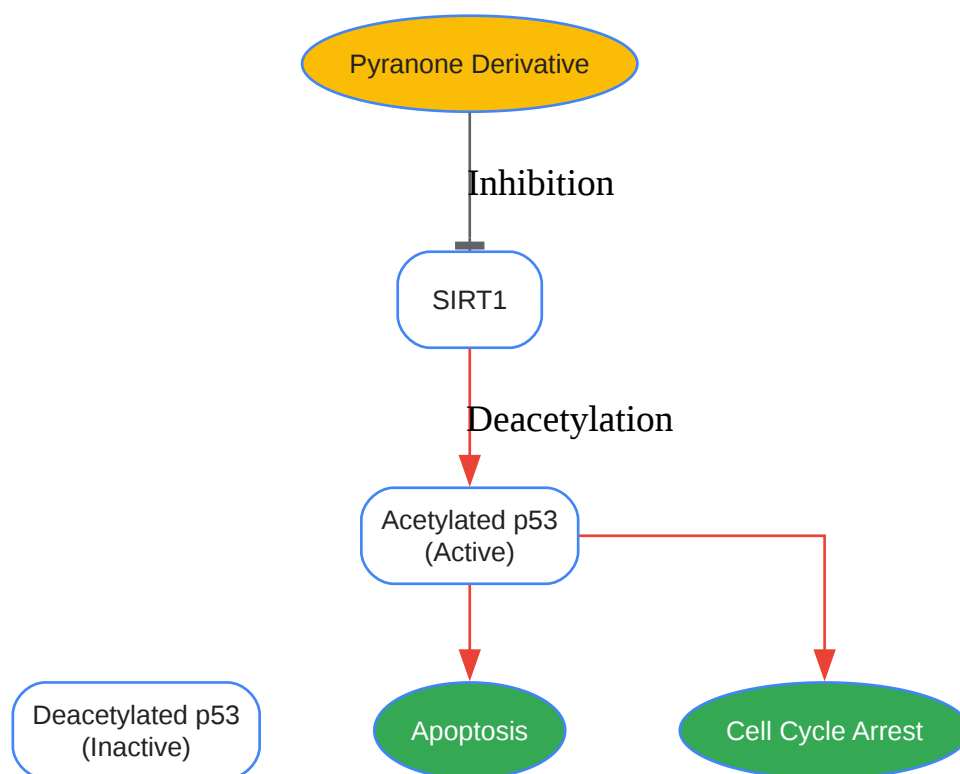 Pyranone Derivative
Inhibition
SIRT1
Deacetylation
Acetylated p53
(Active)
Deacetylated p53
(Inactive)
Apoptosis
Cell Cycle Arrest